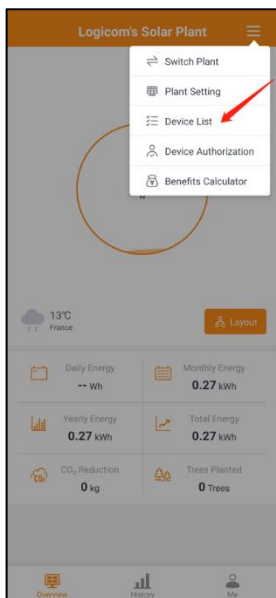 Logicom's Solar Plant
Switch Plant
Plant Setting
Device List
Device Authorization
Benefits Calculator
W
13°C
France
Layout
Daily Energy
-- Wh
Monthly Energy
0.27 kWh
Yearly Energy
0.27 kWh
Total Energy
0.27 kWh
CO₂ Reduction
0 kg
Trees Planted
0 Trees
Overview
History
Me